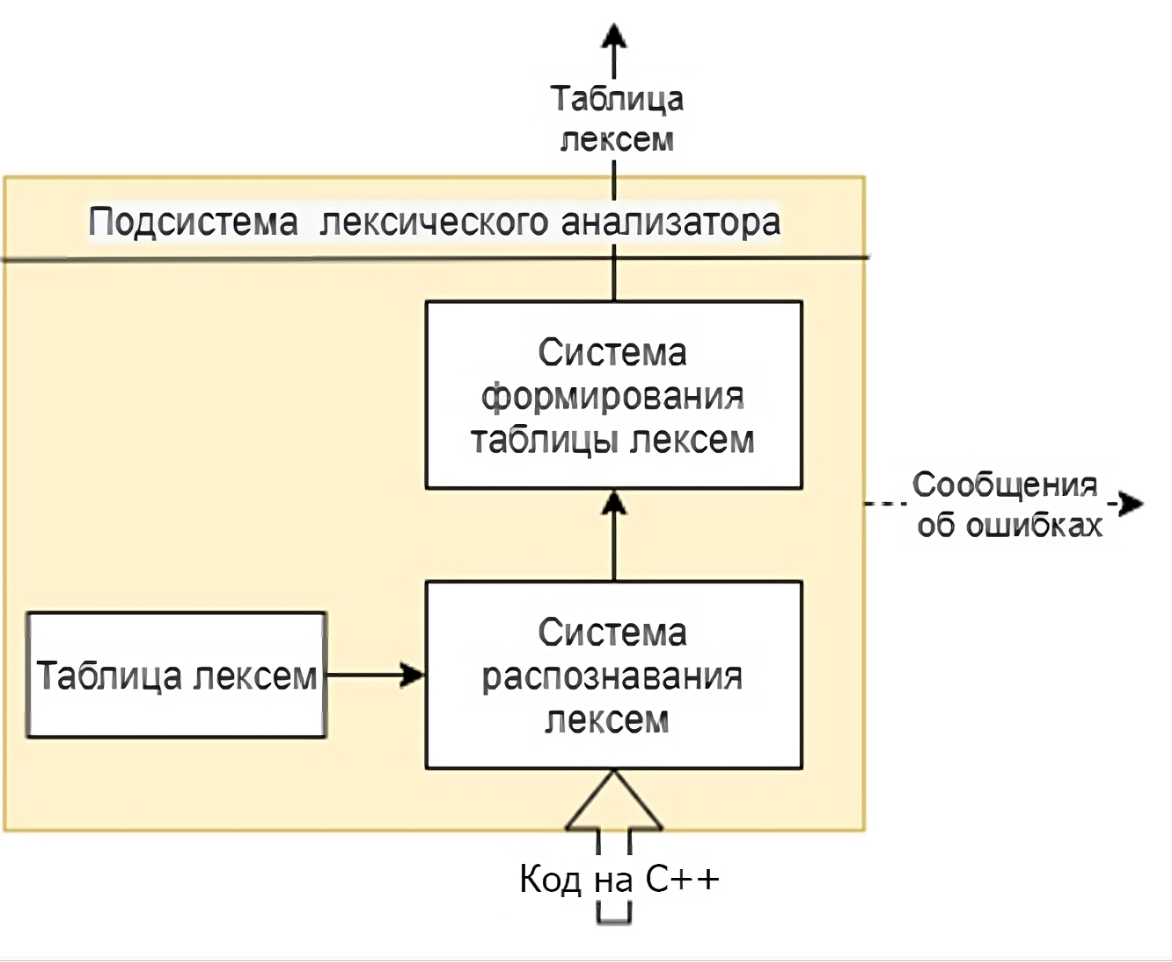 Таблица
лексем
Подсистема лексического анализатора
Система
формирования
таблицы лексем
Сообщения
об ошибках
Таблица лексем
Система
распознавания
лексем
Код на C++